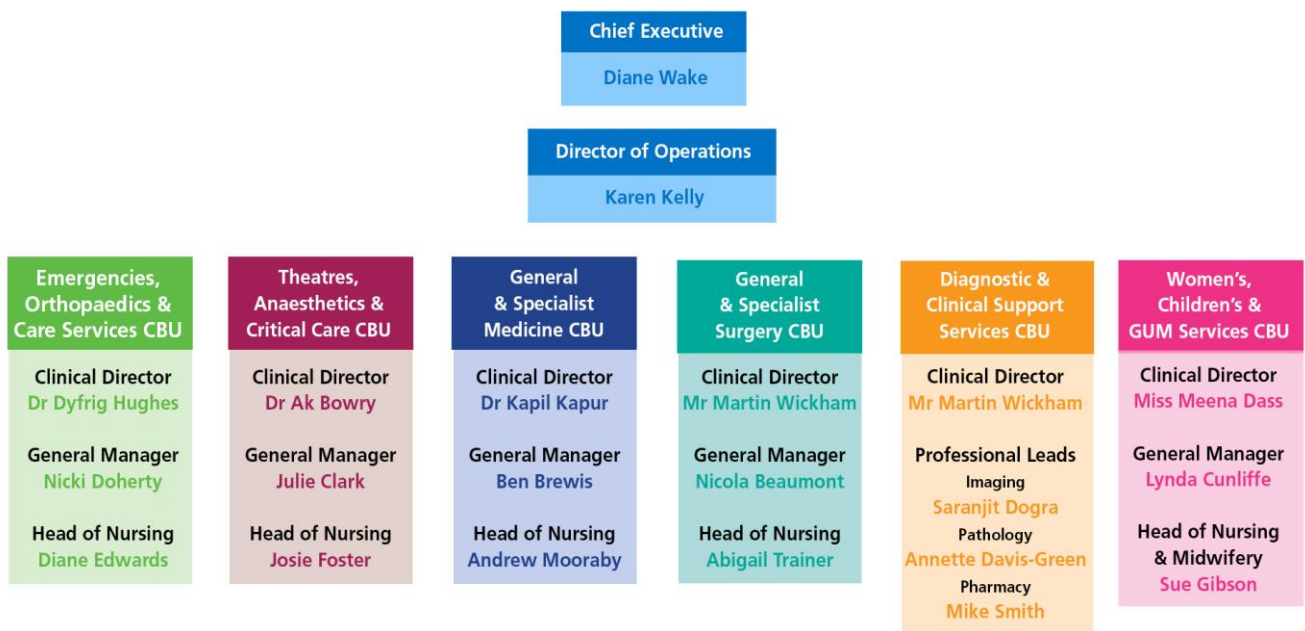 Chief Executive
Diane Wake
Director of Operations
Karen Kelly
Emergencies,
Orthopaedics &
Care Services CBU
Clinical Director
Dr Dyfrig Hughes
General Manager
Nicki Doherty
Head of Nursing
Diane Edwards
Theatres,
Anaesthetics &
Critical Care CBU
Clinical Director
Dr Ak Bowry
General Manager
Julie Clark
Head of Nursing
Josie Foster
General
& Specialist
Medicine CBU
Clinical Director
Dr Kapil Kapur
General Manager
Ben Brewis
Head of Nursing
Andrew Mooraby
General
& Specialist
Surgery CBU
Clinical Director
Mr Martin Wickham
General Manager
Nicola Beaumont
Head of Nursing
Abigail Trainer
Diagnostic &
Clinical Support
Services CBU
Clinical Director
Mr Martin Wickham
Professional Leads
Imaging
Saranjit Dogra
Pathology
Annette Davis-Green
Pharmacy
Mike Smith
Women's,
Children's &
GUM Services CBU
Clinical Director
Miss Meena Dass
General Manager
Lynda Cunliffe
Head of Nursing
& Midwifery
Sue Gibson